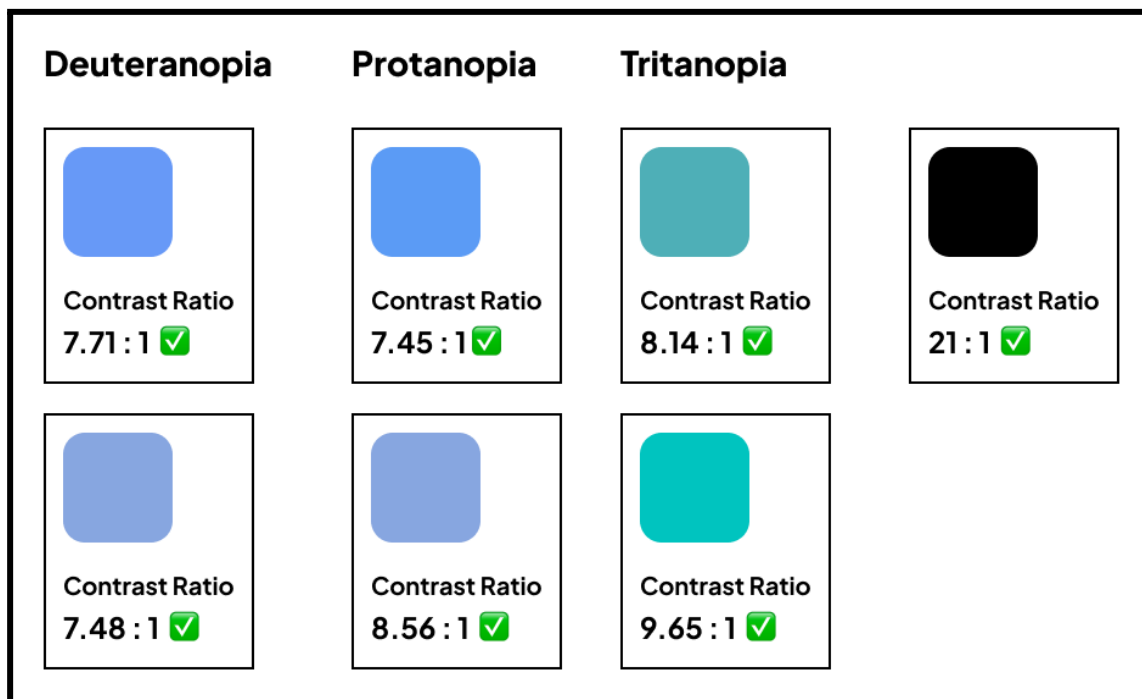 Deuteranopia Protanopia Tritanopia
Contrast Ratio Contrast Ratio Contrast Ratio Contrast Ratio
7.71 : 1 ✅ 7.45 : 1 ✅ 8.14 : 1 ✅ 21 : 1 ✅
Contrast Ratio Contrast Ratio Contrast Ratio
7.48 : 1 ✅ 8.56 : 1 ✅ 9.65 : 1 ✅